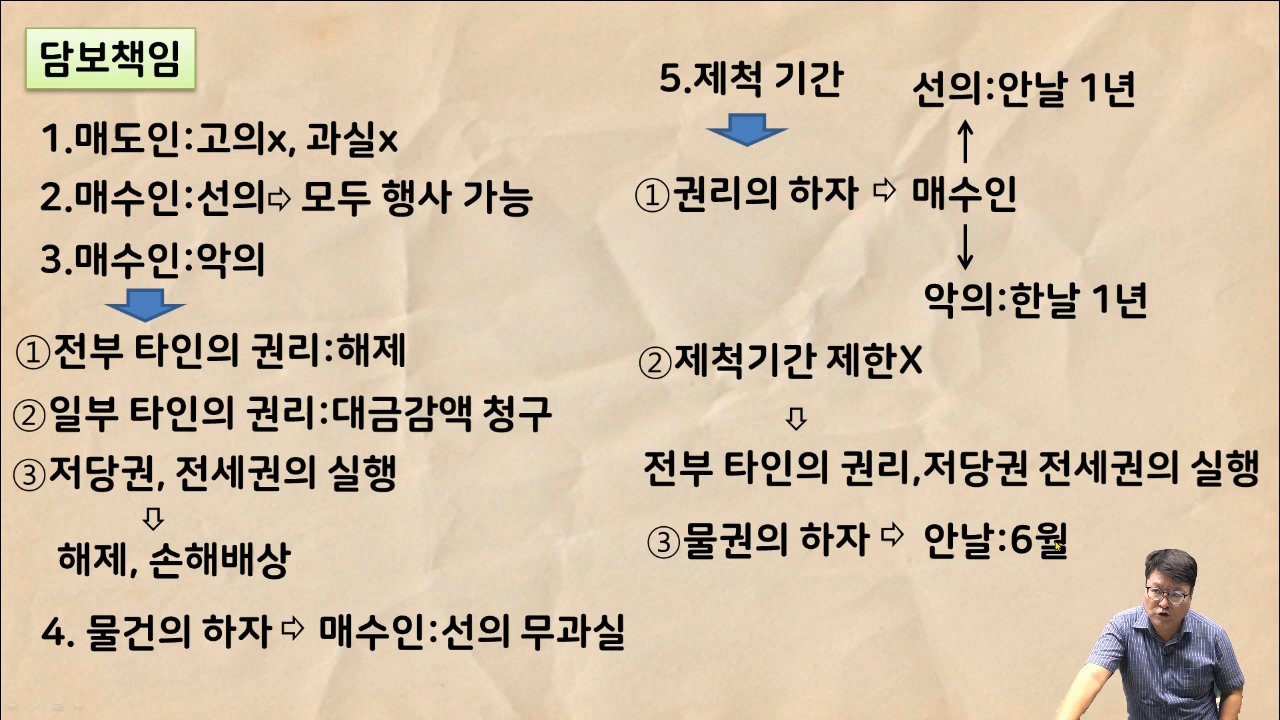 담보책임
1.매도인:고의x, 과실x
2.매수인:선의⇨ 모두 행사 가능
3.매수인:악의
①전부 타인의 권리:해제
②일부 타인의 권리:대금감액 청구
③저당권, 전세권의 실행
⇩
해제, 손해배상
4. 물건의 하자⇨ 매수인:선의 무과실
5.제척 기간
선의:안날 1년
①권리의 하자 ⇨ 매수인
악의:한날 1년
②제척기간 제한X
⇩
전부 타인의 권리,저당권 전세권의 실행
③물권의 하자⇨ 안날:6월